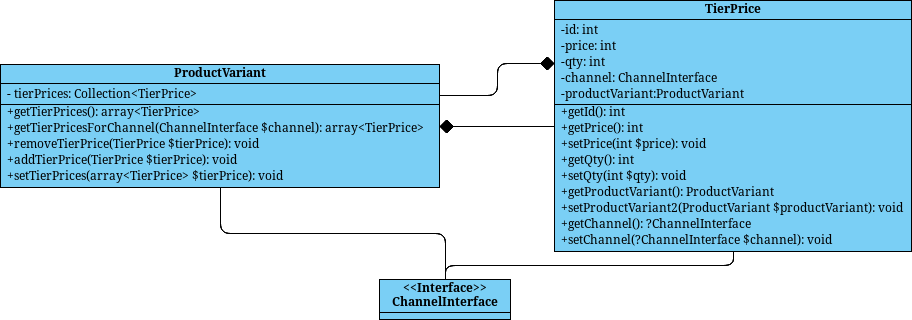 ProductVariant
- tierPrices: Collection<TierPrice>
+getTierPrices(): array<TierPrice>
+getTierPricesForChannel(ChannelInterface $channel): array<TierPrice>
+removeTierPrice(TierPrice $tierPrice): void
+addTierPrice(TierPrice $tierPrice): void
+setTierPrices(array<TierPrice> $tierPrice): void
TierPrice
-id: int
-price: int
-qty: int
-channel: ChannelInterface
-productVariant:ProductVariant
+getId(): int
+getPrice(): int
+setPrice(int $price): void
+getQty(): int
+setQty(int $qty): void
+getProductVariant(): ProductVariant
+setProductVariant2(ProductVariant $productVariant): void
+getChannel(): ?ChannelInterface
+setChannel(?ChannelInterface $channel): void
<<Interface>>
ChannelInterface